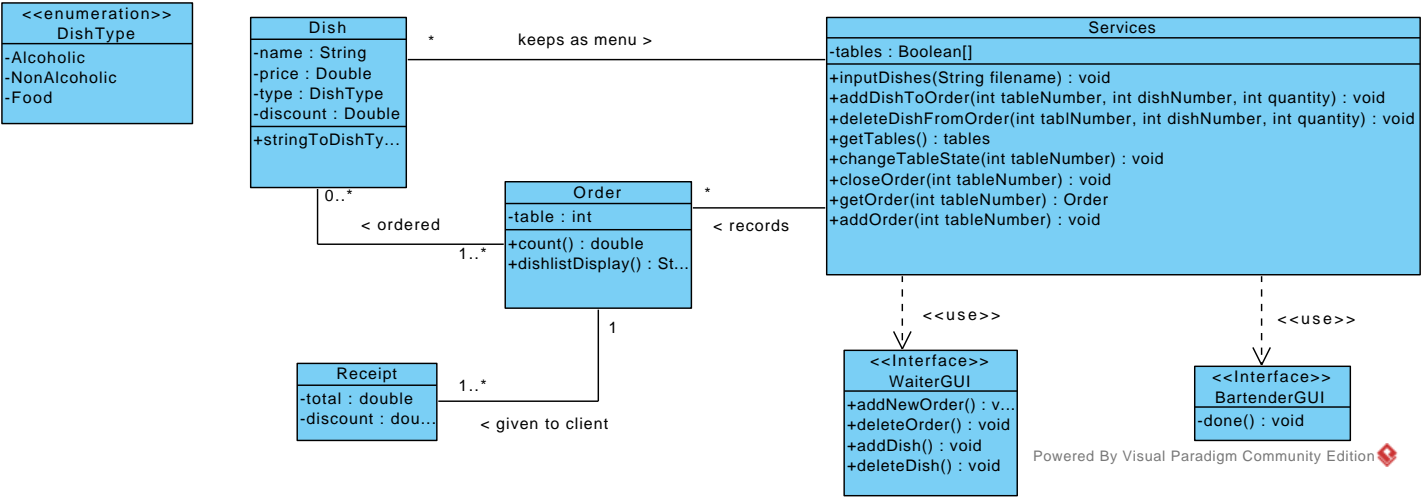 <<enumeration>>
DishType
-Alcoholic
-NonAlcoholic
-Food
Dish
-name : String
-price : Double
-type : DishType
-discount : Double
+stringToDishTy...
*
keeps as menu >
Services
-tables : Boolean[]
+inputDishes(String filename) : void
+addDishToOrder(int tableNumber, int dishNumber, int quantity) : void
+deleteDishFromOrder(int tablNumber, int dishNumber, int quantity) : void
+getTables() : tables
+changeTableState(int tableNumber) : void
+closeOrder(int tableNumber) : void
+getOrder(int tableNumber) : Order
+addOrder(int tableNumber) : void
0..*
< ordered
1..*
Order
-table : int
+count() : double
+dishlistDisplay() : St...
*
< records
1
1..*
< given to client
Receipt
-total : double
-discount : dou...
<<use>>
<<use>>
<<Interface>>
WaiterGUI
+addNewOrder() : v...
+deleteOrder() : void
+addDish() : void
+deleteDish() : void
<<Interface>>
BartenderGUI
-done() : void
Powered By Visual Paradigm Community Edition